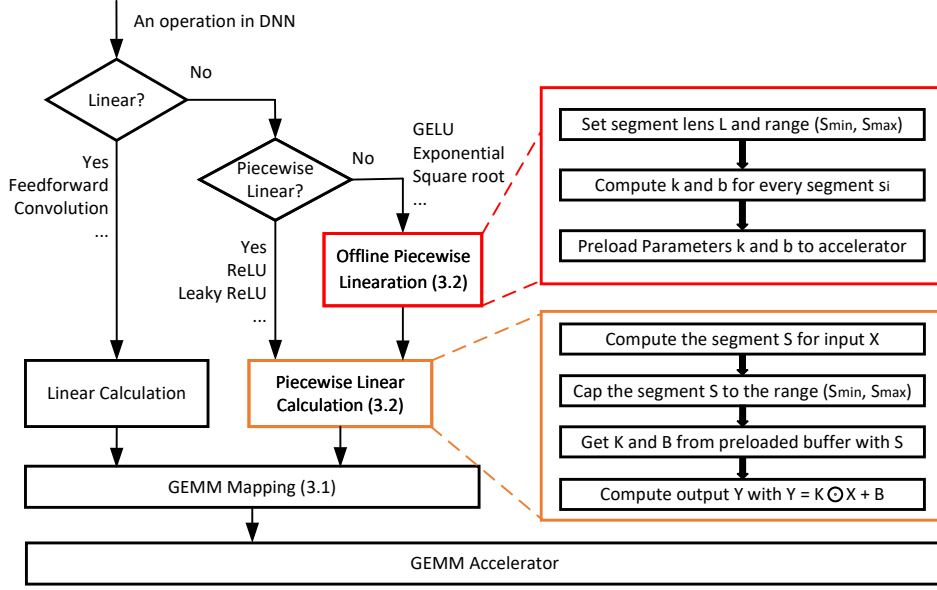 An operation in DNN
Linear?
No
Yes
Feedforward
Convolution
...
Piecewise
Linear?
No
GELU
Exponential
Square root
...
Yes
ReLU
Leaky ReLU
...
Offline Piecewise
Linearation (3.2)
Linear Calculation
Piecewise Linear
Calculation (3.2)
GEMM Mapping (3.1)
GEMM Accelerator
Set segment lens L and range (Smin, Smax)
Compute k and b for every segment si
Preload Parameters k and b to accelerator
Compute the segment S for input X
Cap the segment S to the range (Smin, Smax)
Get K and B from preloaded buffer with S
Compute output Y with Y = K ⊙ X + B